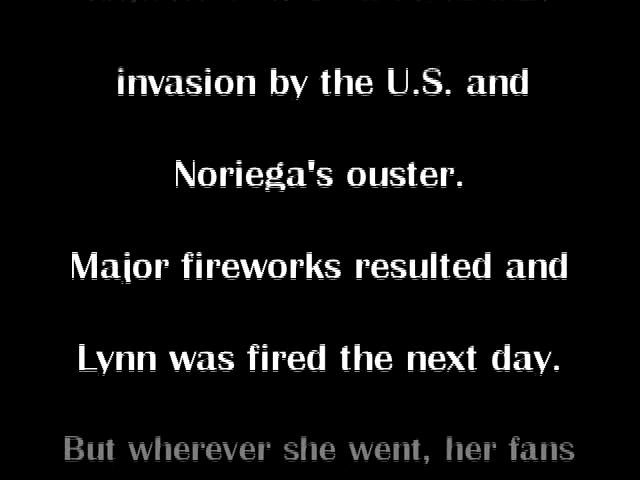 invasion by the U.S. and
Noriega's ouster.
Major fireworks resulted and
Lynn was fired the next day.
But wherever she went, her fans